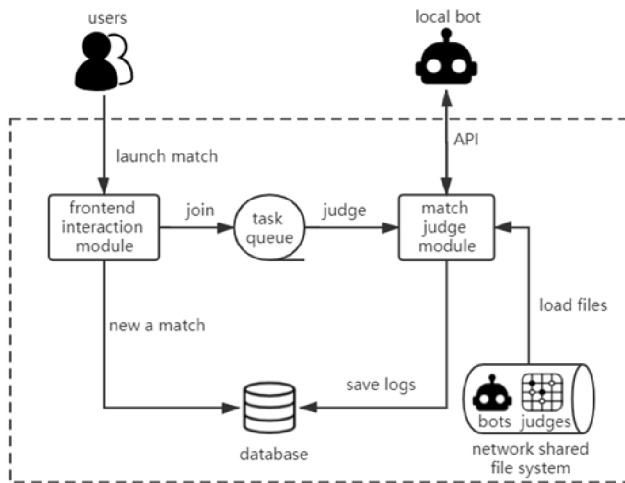 users
local bot
launch match
API
frontend
interaction
module
join
task
queue
judge
match
judge
module
new a match
load files
save logs
database
bots
judges
network shared
file system